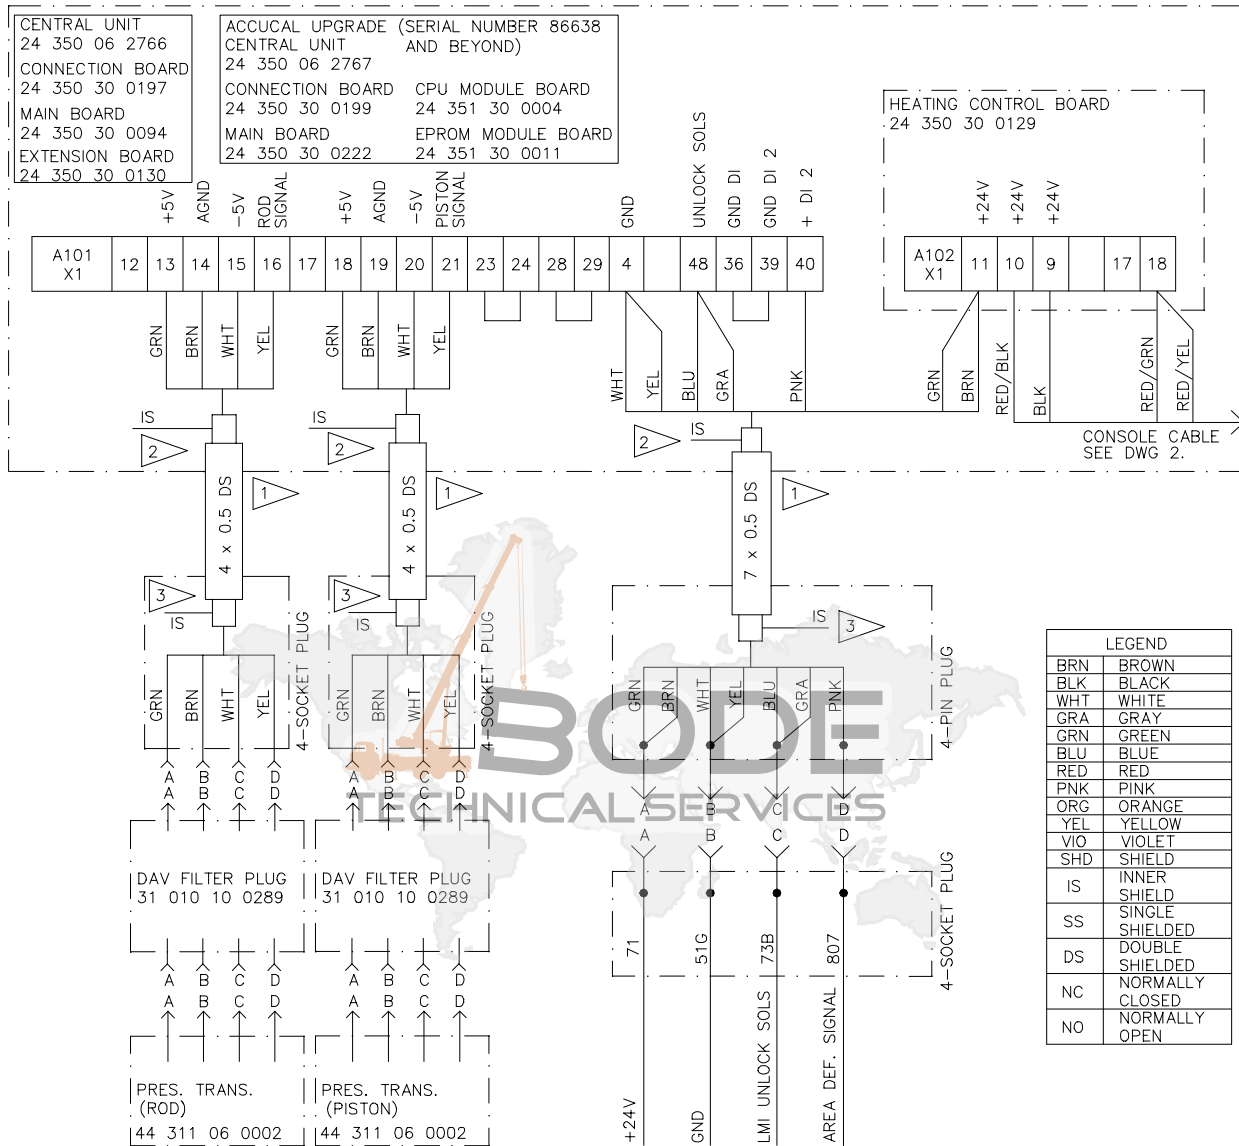 CENTRAL UNIT
24 350 06 2766
CONNECTION BOARD
24 350 30 0197
MAIN BOARD
24 350 30 0094
EXTENSION BOARD
24 350 30 0130
ACCUCAL UPGRADE (SERIAL NUMBER 86638
CENTRAL UNIT AND BEYOND)
24 350 06 2767
CONNECTION BOARD CPU MODULE BOARD
24 350 30 0199 24 351 30 0004
MAIN BOARD EPROM MODULE BOARD
24 350 30 0222 24 351 30 0011
HEATING CONTROL BOARD
24 350 30 0129
+5V
AGND
-5V
ROD
SIGNAL
+5V
AGND
-5V
PISTON
SIGNAL
GND
UNLOCK SOLS
GND DI
GND DI 2
+ DI 2
+24V
+24V
+24V
A101 12 13 14 15 16 17 18 19 20 21 23 24 28 29 4 48 36 39 40
X1
A102 11 10 9 17 18
X1
GRN
BRN
WHT
YEL
GRN
BRN
WHT
YEL
WHT
YEL
BLU
GRA
PNK
GRN
BRN
RED/BLK
BLK
RED/GRN
RED/YEL
CONSOLE CABLE
SEE DWG 2.
IS
2
IS
2
IS
2
4 x 0.5 DS
1
4 x 0.5 DS
1
7 x 0.5 DS
1
3
IS
3
IS
IS
3
GRN
BRN
WHT
YEL
4-SOCKET PLUG
GRN
BRN
WHT
YEL
4-SOCKET PLUG
GRN
BRN
WHT
YEL
BLU
GRA
PNK
4-PIN PLUG
BODE
TECHNICAL SERVICES
A B C D
A B C D
A B C D
A B C D
A B C D
A B C D
DAV FILTER PLUG
31 010 10 0289
DAV FILTER PLUG
31 010 10 0289
4-SOCKET PLUG
71
51G
73B
807
A B C D
A B C D
A B C D
A B C D
PRES. TRANS.
(ROD)
44 311 06 0002
PRES. TRANS.
(PISTON)
44 311 06 0002
+24V
GND
LMI UNLOCK SOLS
AREA DEF. SIGNAL
LEGEND
BRN BROWN
BLK BLACK
WHT WHITE
GRA GRAY
GRN GREEN
BLU BLUE
RED RED
PNK PINK
ORG ORANGE
YEL YELLOW
VIO VIOLET
SHD SHIELD
IS INNER
SHIELD
SS SINGLE
SHIELDED
DS DOUBLE
SHIELDED
NC NORMALLY
CLOSED
NO NORMALLY
OPEN